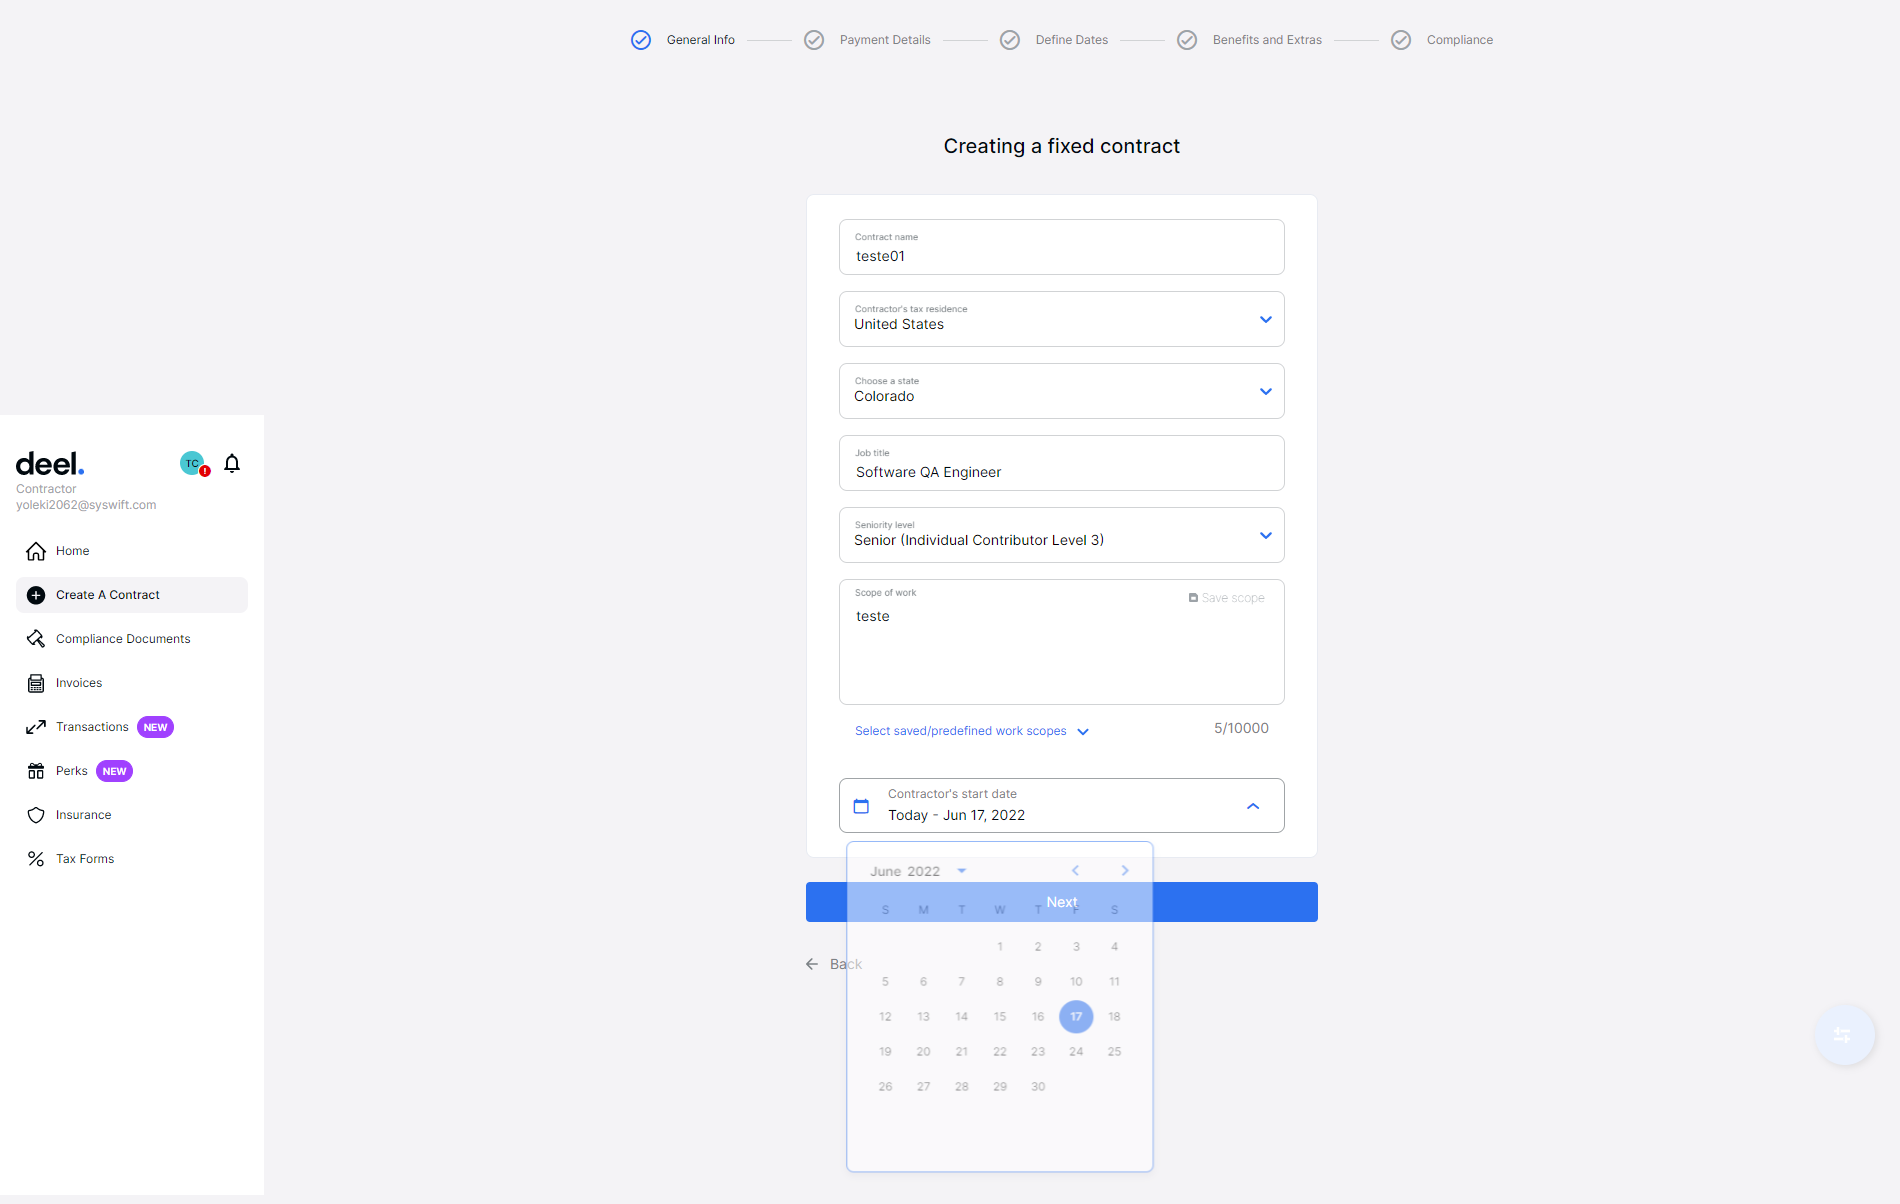 General Info
Payment Details
Define Dates
Benefits and Extras
Compliance
Creating a fixed contract
Contract name
teste01
Contractor's tax residence
United States
Choose a state
Colorado
Job title
Software QA Engineer
Seniority level
Senior (Individual Contributor Level 3)
Scope of work
Save scope
teste
Select saved/predefined work scopes
5/10000
Contractor's start date
Today - Jun 17, 2022
June 2022
Next
S M T W T F S
1 2 3 4
5 6 7 8 9 10 11
12 13 14 15 16 17 18
19 20 21 22 23 24 25
26 27 28 29 30
Back
deel.
TC
!
Contractor
yoleki2062@syswift.com
Home
Create A Contract
Compliance Documents
Invoices
Transactions NEW
Perks NEW
Insurance
Tax Forms